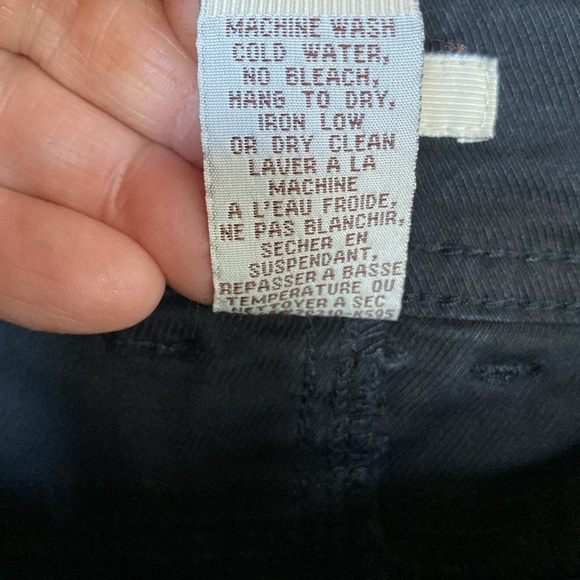 MACHINE WASH
COLD WATER,
NO BLEACH,
HANG TO DRY,
IRON LOW
OR DRY CLEAN
LAVER A LA
MACHINE
A L'EAU FROIDE,
NE PAS BLANCHIR,
SECHER EN
SUSPENDANT,
REPASSER A BASSE
TEMPERATURE OU
NETTOYER A SEC